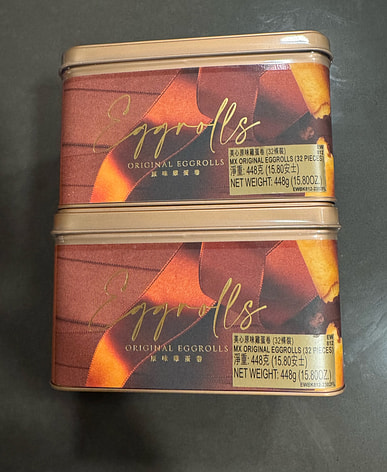 Eggrolls
ORIGINAL EGGROLLS
原味雞蛋卷
美心原味雞蛋卷 (32條裝)
MX ORIGINAL EGGROLLS (32 PIECES)
淨重: 448克 (15.80安士)
NET WEIGHT: 448g (15.80OZ.)
Eggrolls
ORIGINAL EGGROLLS
原味雞蛋卷
美心原味雞蛋卷 (32條裝)
MX ORIGINAL EGGROLLS (32 PIECES)
淨重: 448克 (15.80安士)
NET WEIGHT: 448g (15.80OZ.)